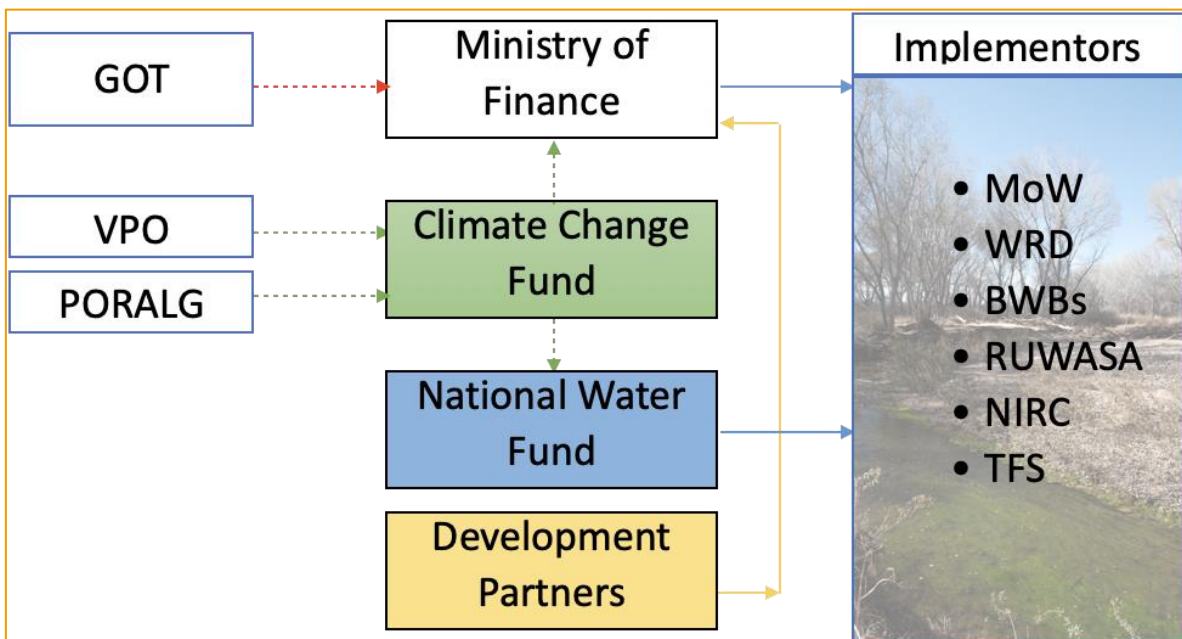 GOT
VPO
PORALG
Ministry of
Finance
Climate Change
Fund
National Water
Fund
Development
Partners
Implementors
• MoW
• WRD
• BWBs
• RUWASA
• NIRC
• TFS